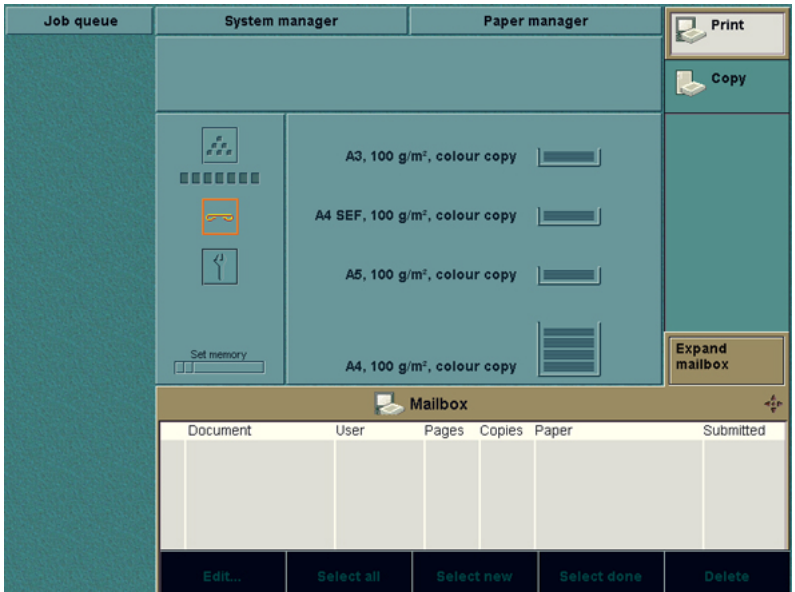 Job queue
System manager
Paper manager
Print
Copy
A3, 100 g/m², colour copy
A4 SEF, 100 g/m², colour copy
A5, 100 g/m², colour copy
Set memory
A4, 100 g/m², colour copy
Expand
mailbox
Mailbox
Document User Pages Copies Paper Submitted
Edit... Select all Select new Select done Delete